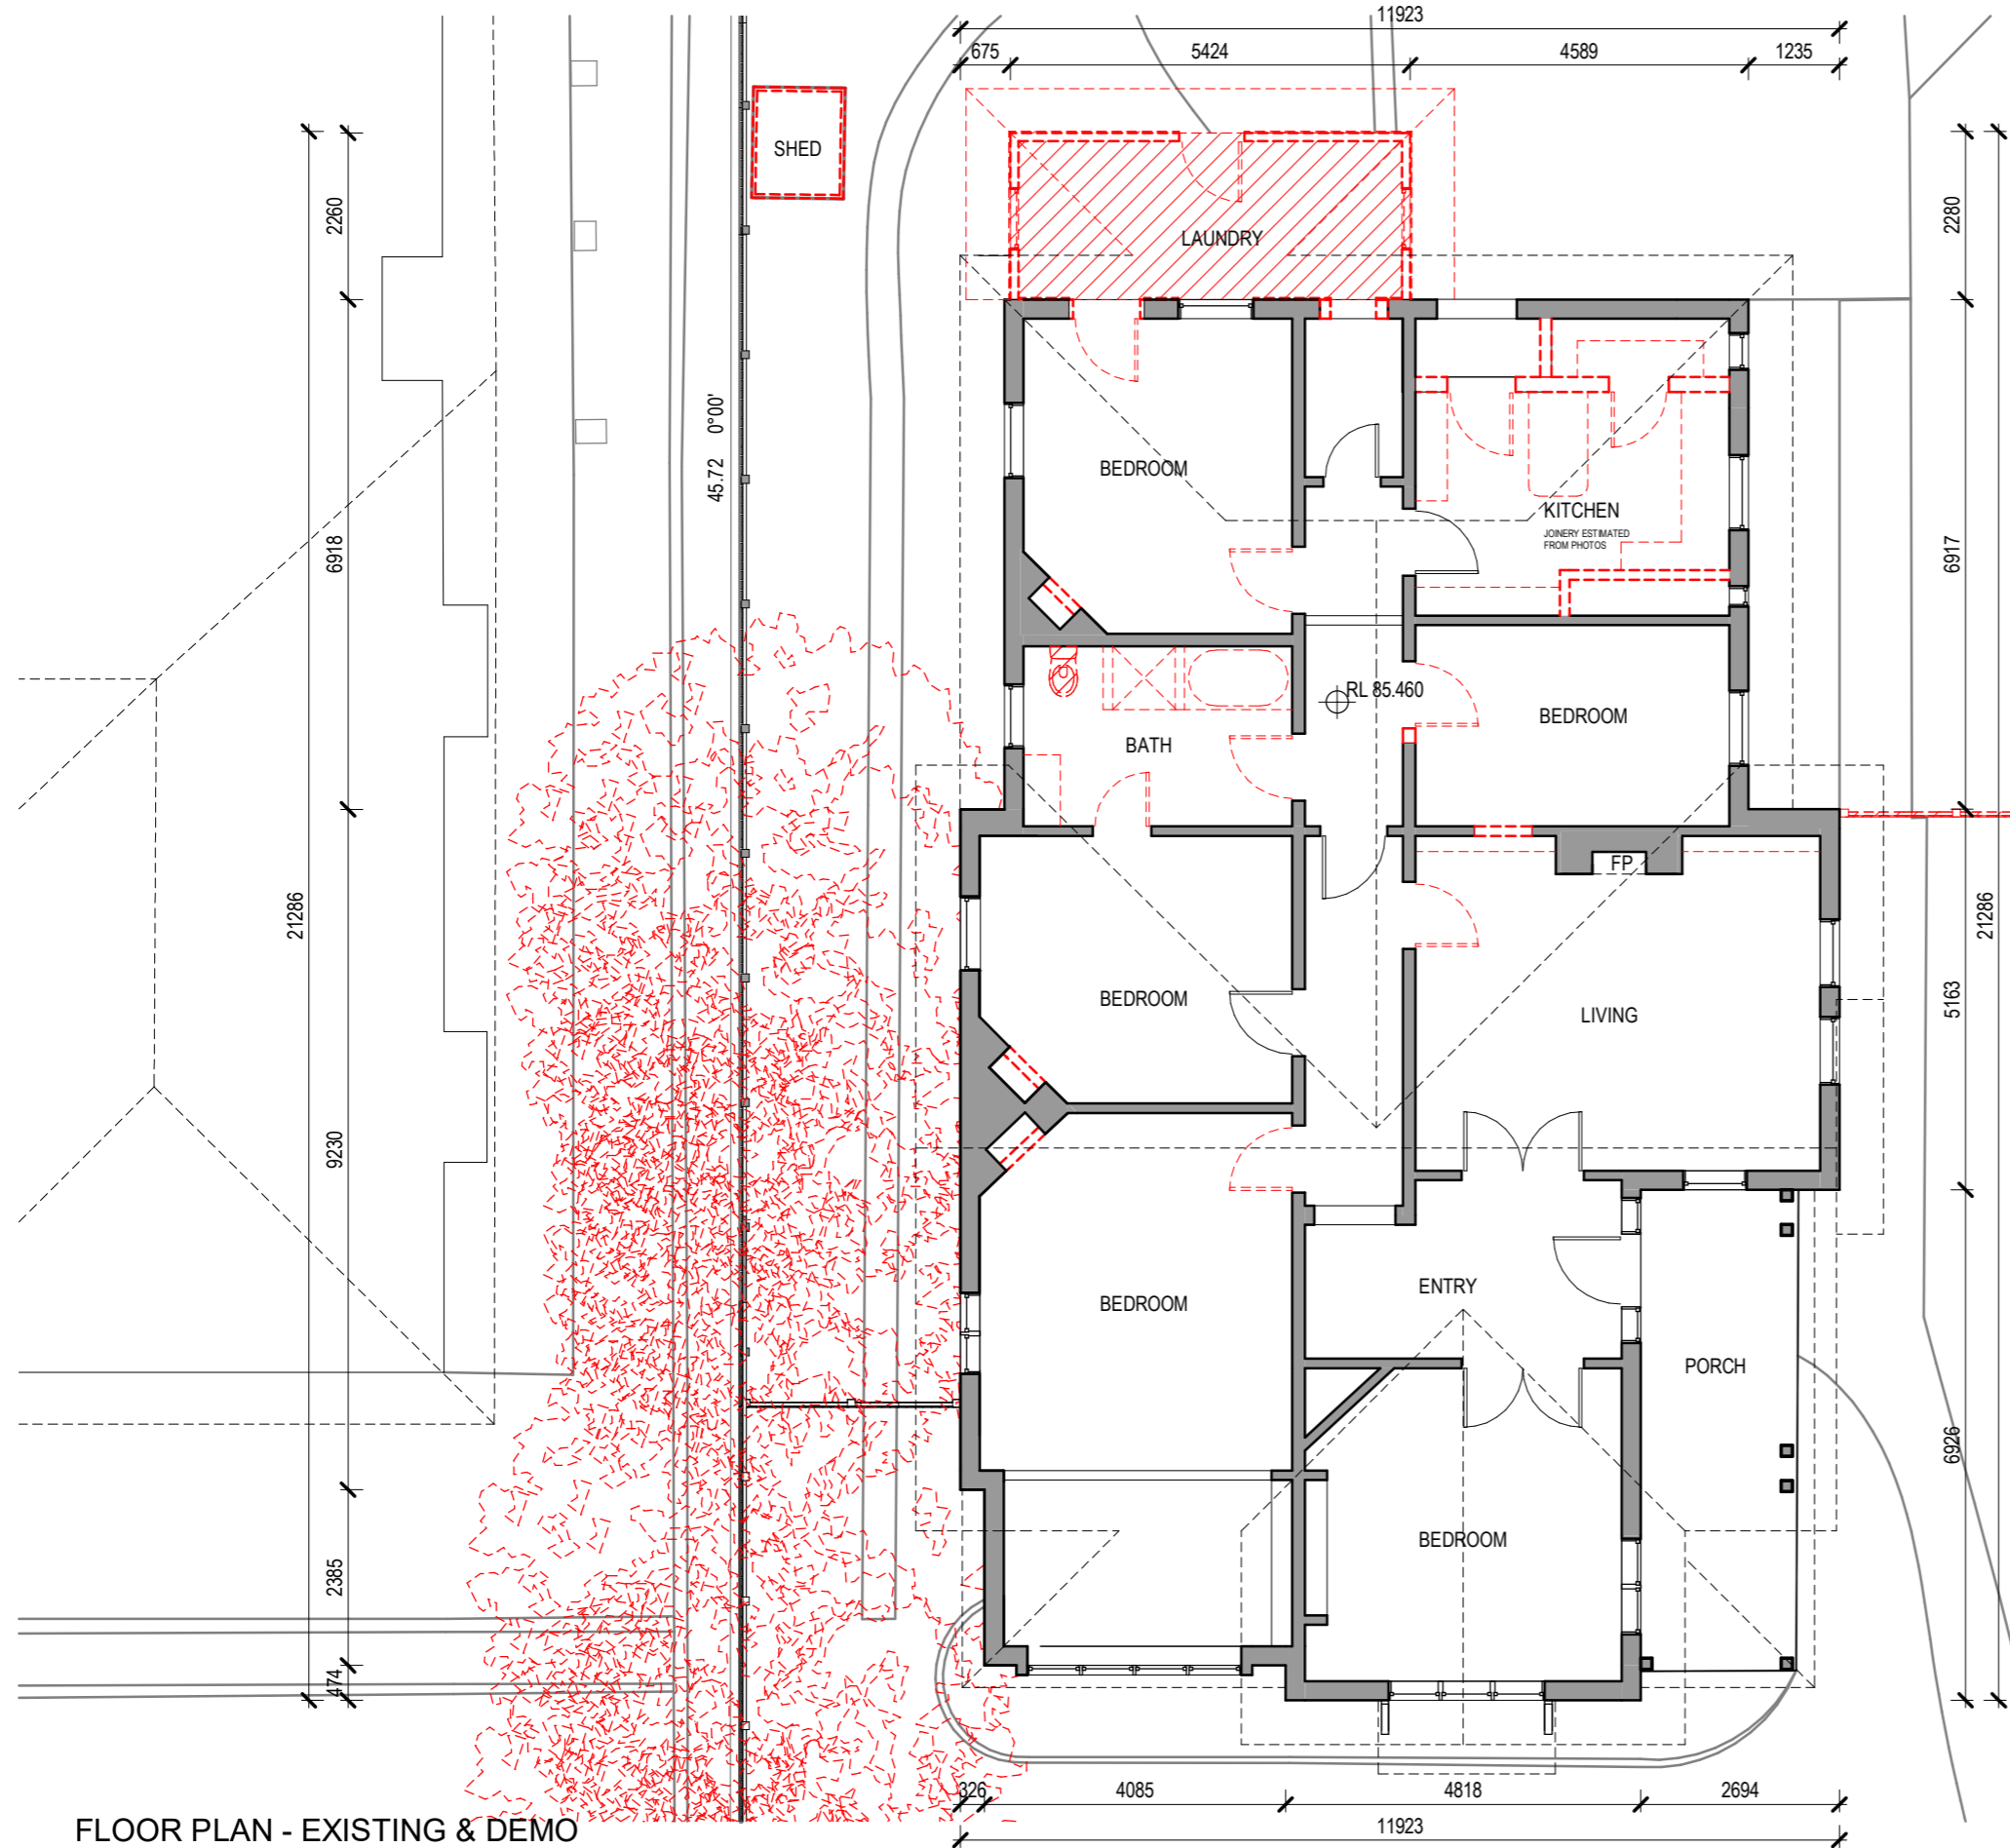 11923
675
5424
4589
1235
SHED
LAUNDRY
2260
2280
45.72 0°00'
BEDROOM
KITCHEN
JOINERY ESTIMATED
FROM PHOTOS
6918
6917
RL 85.460
BEDROOM
BATH
FP
21286
21286
BEDROOM
LIVING
5163
9230
BEDROOM
ENTRY
PORCH
6926
BEDROOM
2385
474
326
4085
4818
2694
11923
FLOOR PLAN - EXISTING & DEMO